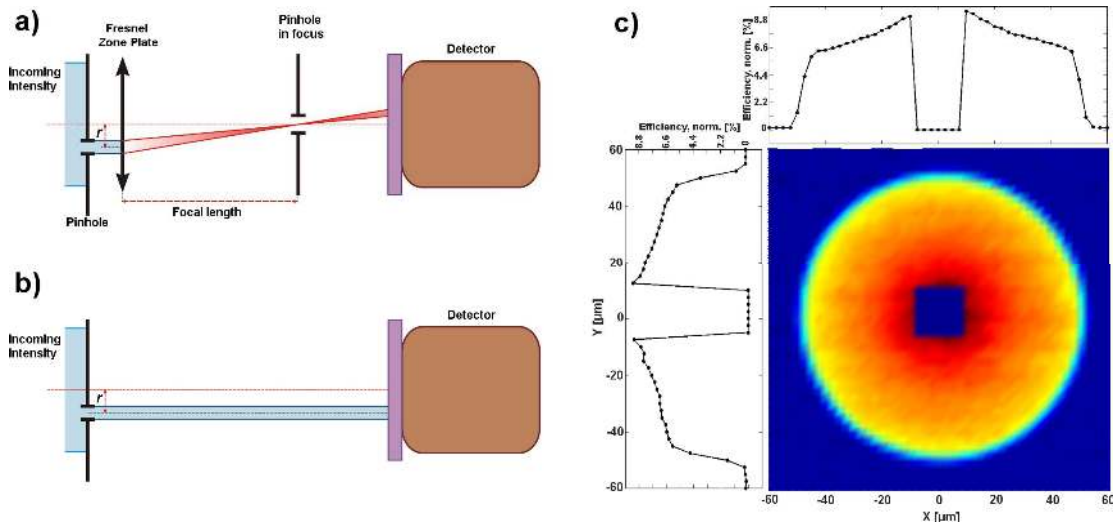 a)
Fresnel
Zone Plate
Pinhole
in focus
Detector
Incoming
Intensity
r
Focal length
Pinhole
b)
Detector
Incoming
Intensity
r
c)
Efficiency, norm. [%]
8.8
6.6
4.4
2.2
0
Efficiency, norm. [%]
8.8
6.6
4.4
2.2
0
Y [µm]
60
40
20
0
-20
-40
-60
-60
-40
-20
0
20
40
60
X [µm]